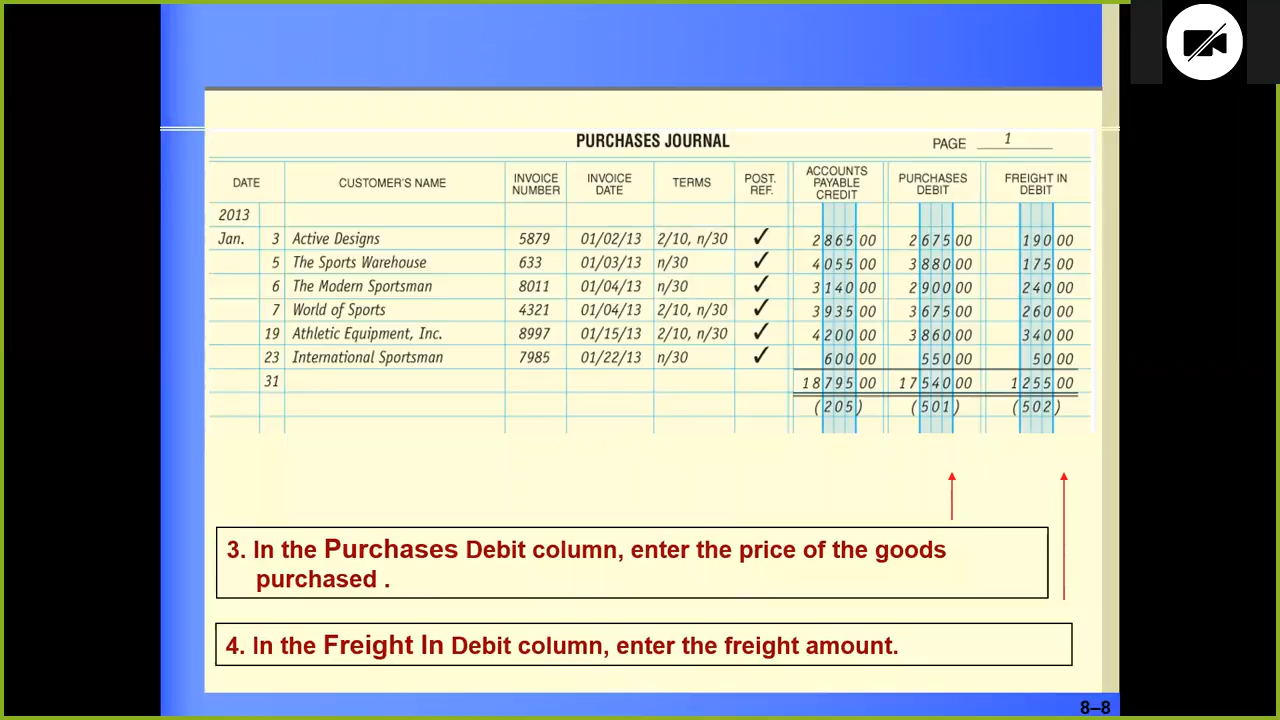 PURCHASES JOURNAL PAGE 1
DATE CUSTOMER'S NAME INVOICE NUMBER INVOICE DATE TERMS POST. REF. ACCOUNTS PAYABLE CREDIT PURCHASES DEBIT FREIGHT IN DEBIT
2013
Jan. 3 Active Designs 5879 01/02/13 2/10, n/30 ✓ 2 865 00 2 675 00 190 00
5 The Sports Warehouse 633 01/03/13 n/30 ✓ 4 055 00 3 880 00 175 00
6 The Modern Sportsman 8011 01/04/13 n/30 ✓ 3 140 00 2 900 00 240 00
7 World of Sports 4321 01/04/13 2/10, n/30 ✓ 3 935 00 3 675 00 260 00
19 Athletic Equipment, Inc. 8997 01/15/13 2/10, n/30 ✓ 4 200 00 3 860 00 340 00
23 International Sportsman 7985 01/22/13 n/30 ✓ 600 00 550 00 50 00
31 18 795 00 17 540 00 1 255 00
(205) (501) (502)
3. In the Purchases Debit column, enter the price of the goods
purchased .
4. In the Freight In Debit column, enter the freight amount.
8–8